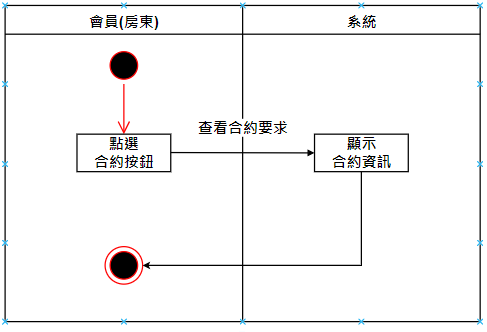 會員(房東)
系統
查看合約要求
點選
合約按鈕
顯示
合約資訊